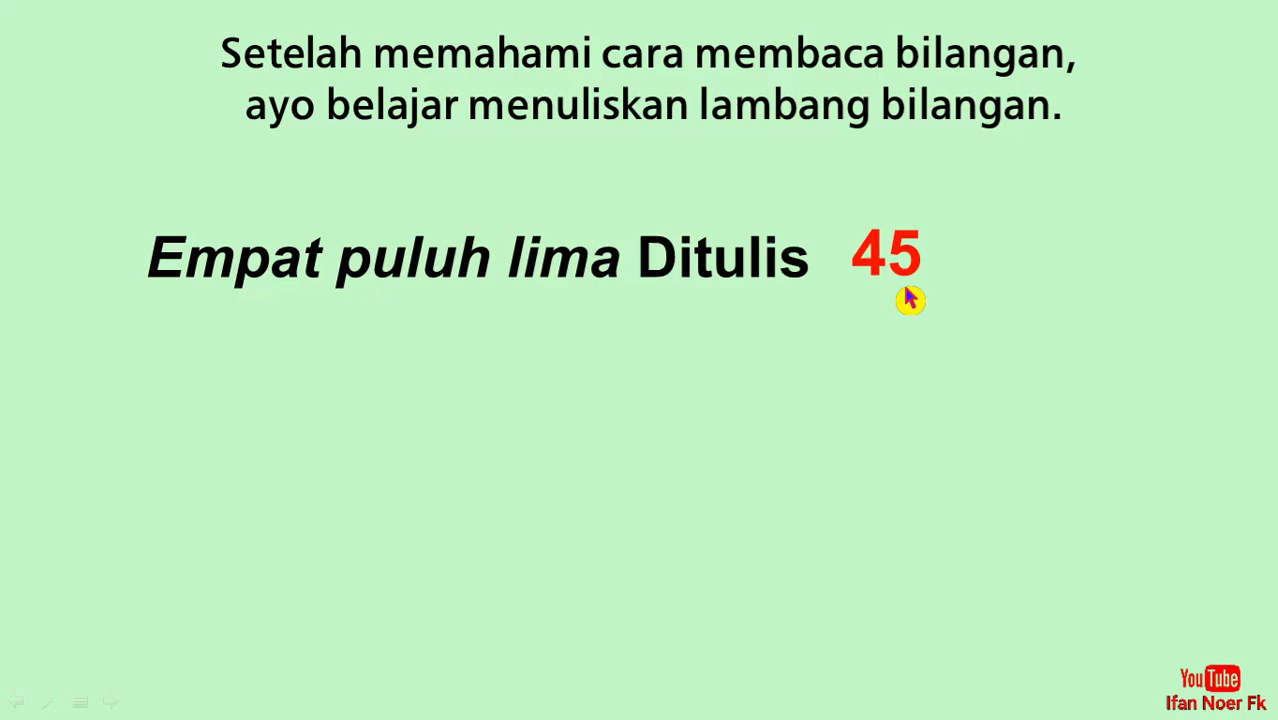 Setelah memahami cara membaca bilangan,
ayo belajar menuliskan lambang bilangan.
Empat puluh lima Ditulis 45
YouTube
Ifan Noer Fk